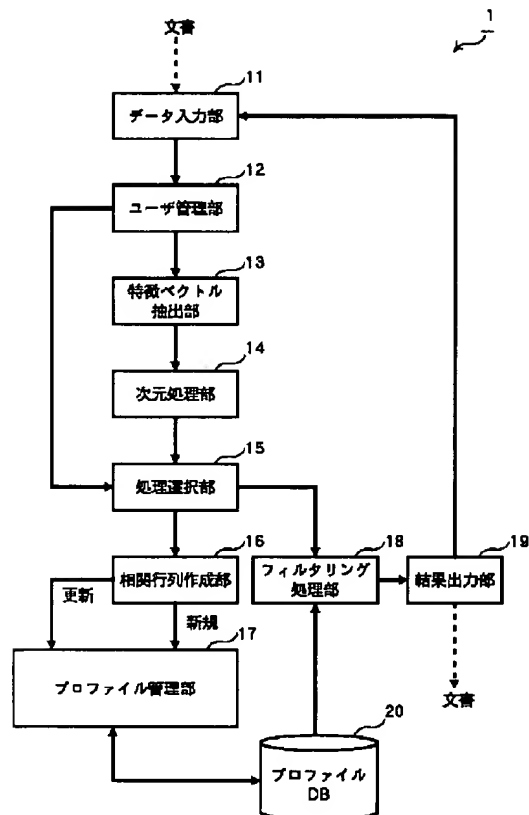 文書
1
11
データ入力部
12
ユーザ管理部
13
特徴ベクトル
抽出部
14
次元処理部
15
処理選択部
16
相関行列作成部
18
フィルタリング
処理部
19
結果出力部
更新
新規
17
プロファイル管理部
文書
20
プロファイル
DB